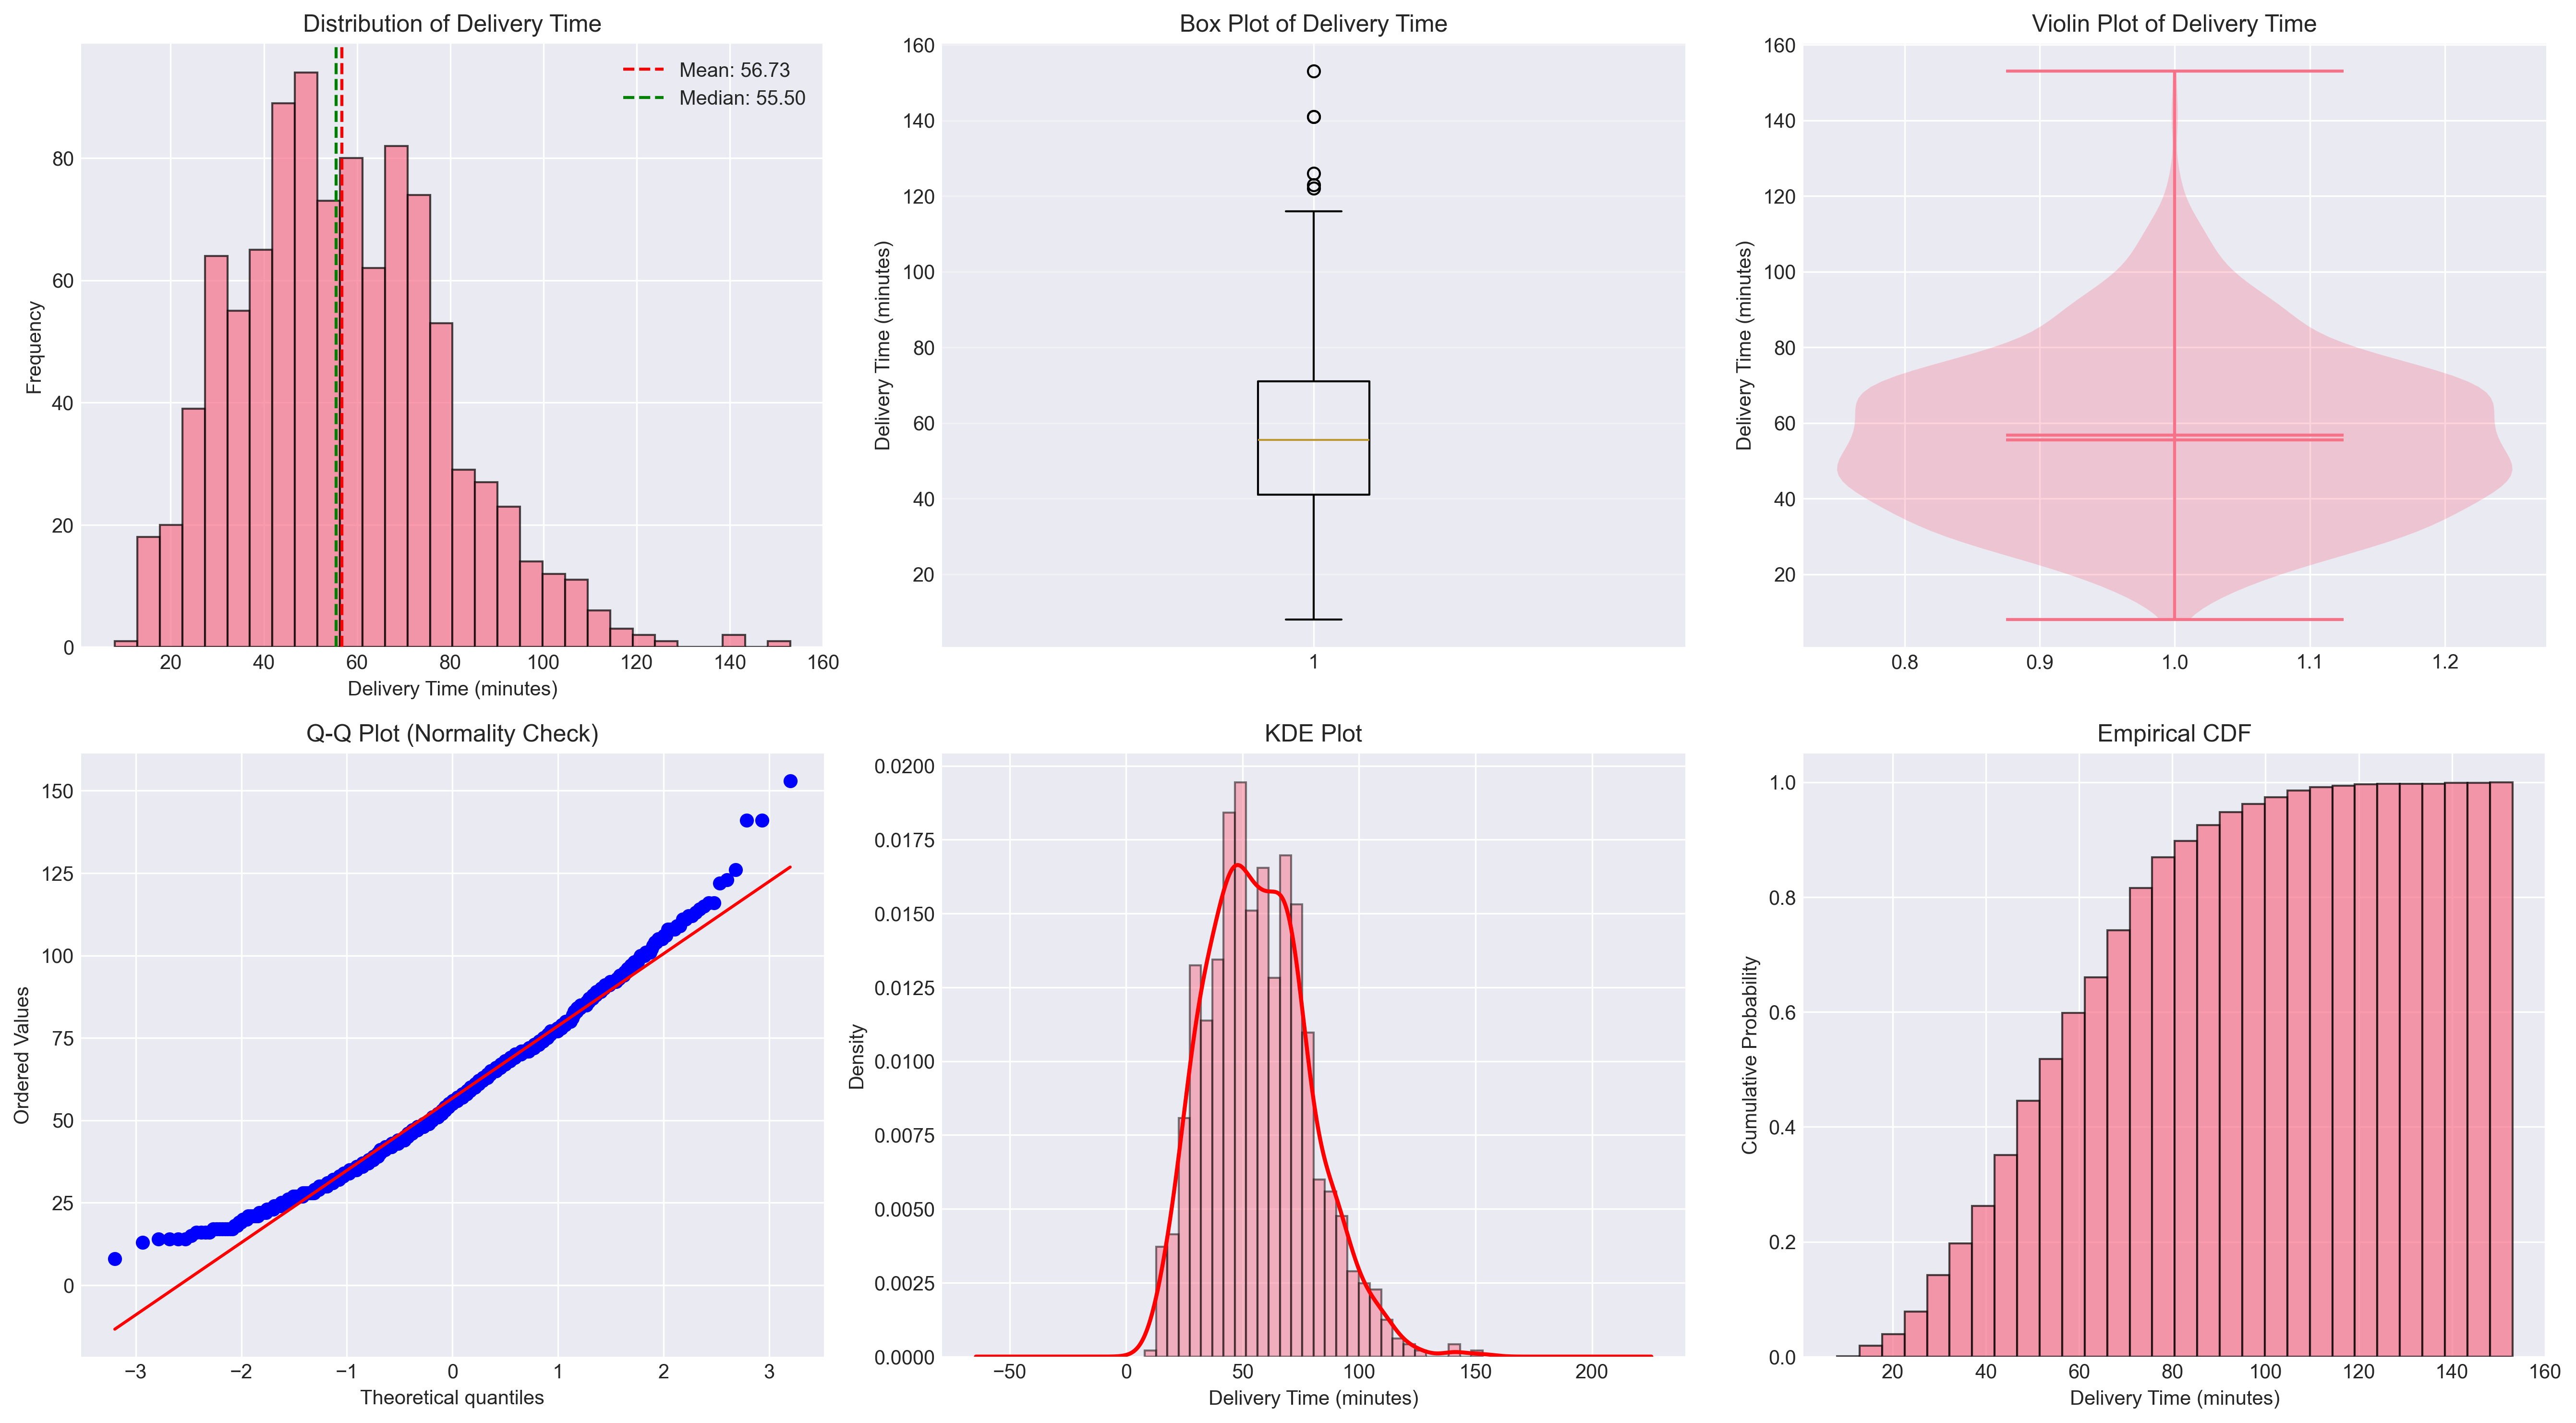 Distribution of Delivery Time
Mean: 56.73
Median: 55.50
Frequency
80
60
40
20
0
20 40 60 80 100 120 140 160
Delivery Time (minutes)
Box Plot of Delivery Time
Delivery Time (minutes)
160
140
120
100
80
60
40
20
1
Violin Plot of Delivery Time
Delivery Time (minutes)
160
140
120
100
80
60
40
20
0.8 0.9 1.0 1.1 1.2
Q-Q Plot (Normality Check)
Ordered Values
150
125
100
75
50
25
0
−3 −2 −1 0 1 2 3
Theoretical quantiles
KDE Plot
Density
0.0200
0.0175
0.0150
0.0125
0.0100
0.0075
0.0050
0.0025
0.0000
−50 0 50 100 150 200
Delivery Time (minutes)
Empirical CDF
Cumulative Probability
1.0
0.8
0.6
0.4
0.2
0.0
20 40 60 80 100 120 140 160
Delivery Time (minutes)